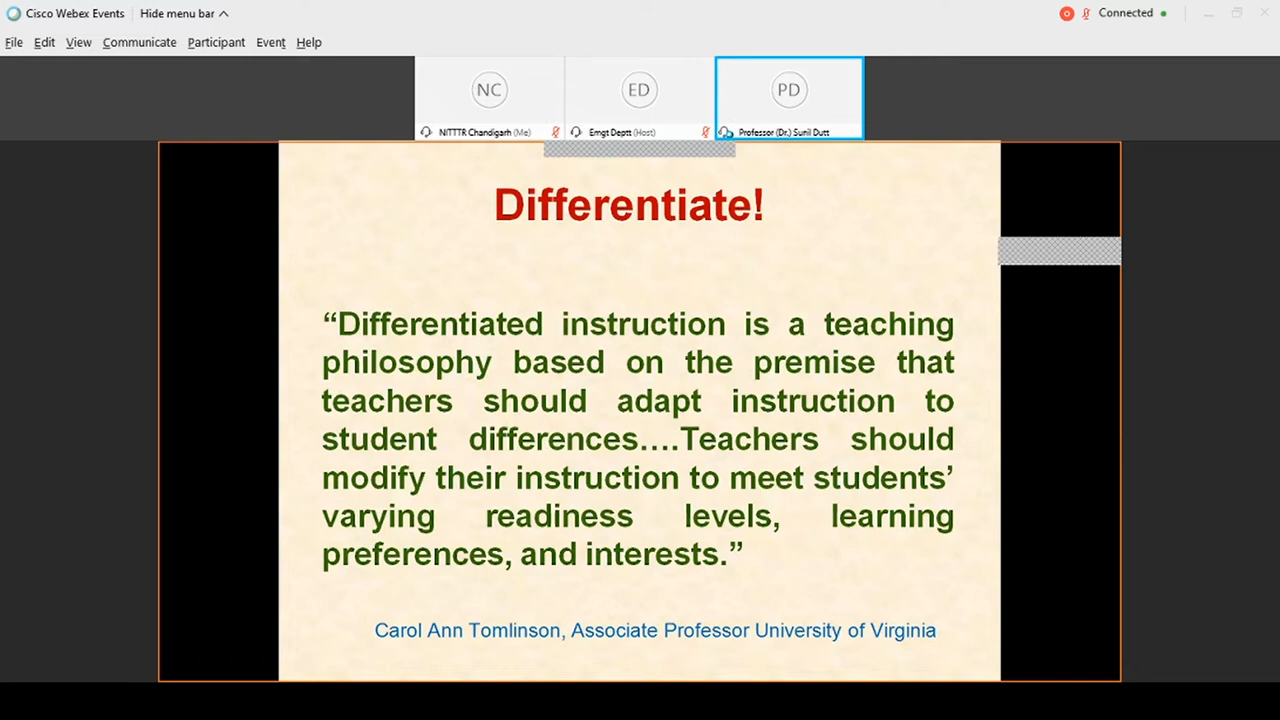 Cisco Webex Events Hide menu bar Connected
File Edit View Communicate Participant Event Help
NC ED PD
NITTTR Chandigarh (Me) Emgt Deptt (Host) Professor (Dr.) Sunil Dutt
Differentiate!
“Differentiated instruction is a teaching
philosophy based on the premise that
teachers should adapt instruction to
student differences….Teachers should
modify their instruction to meet students’
varying readiness levels, learning
preferences, and interests.”
Carol Ann Tomlinson, Associate Professor University of Virginia